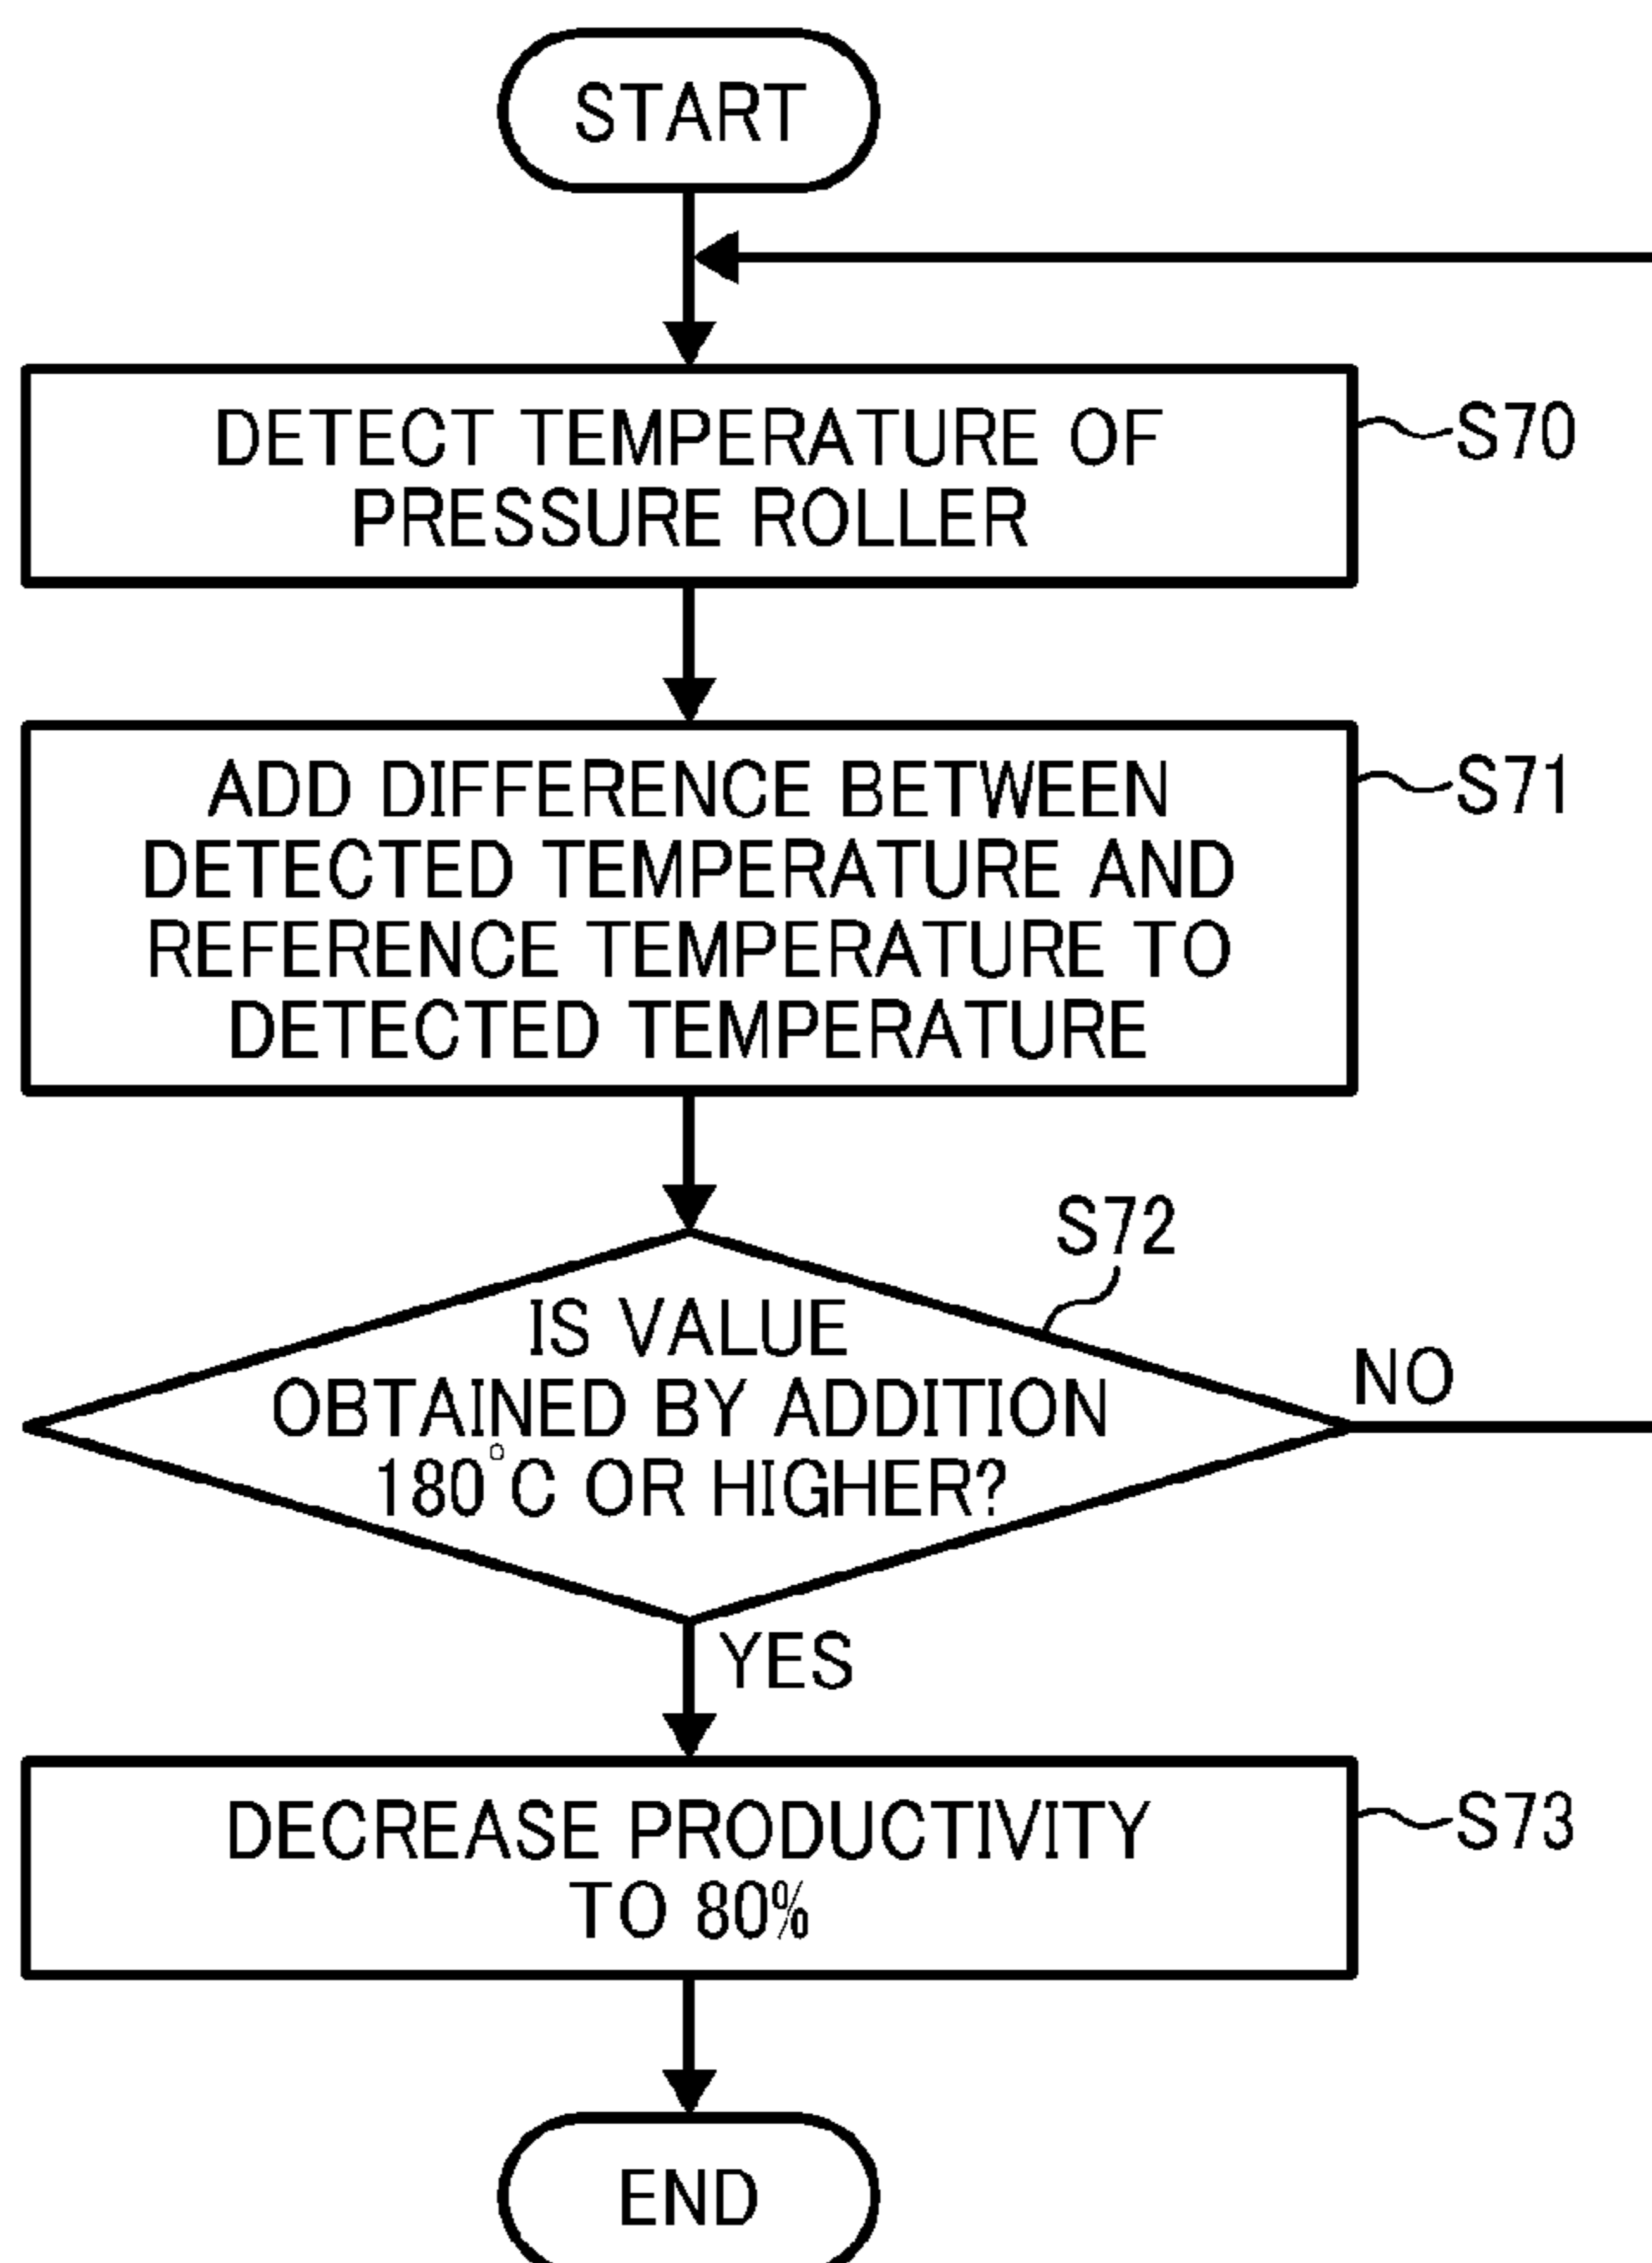 START
DETECT TEMPERATURE OF
PRESSURE ROLLER
S70
ADD DIFFERENCE BETWEEN
DETECTED TEMPERATURE AND
REFERENCE TEMPERATURE TO
DETECTED TEMPERATURE
S71
S72
IS VALUE
OBTAINED BY ADDITION
180°C OR HIGHER?
NO
YES
DECREASE PRODUCTIVITY
TO 80%
S73
END